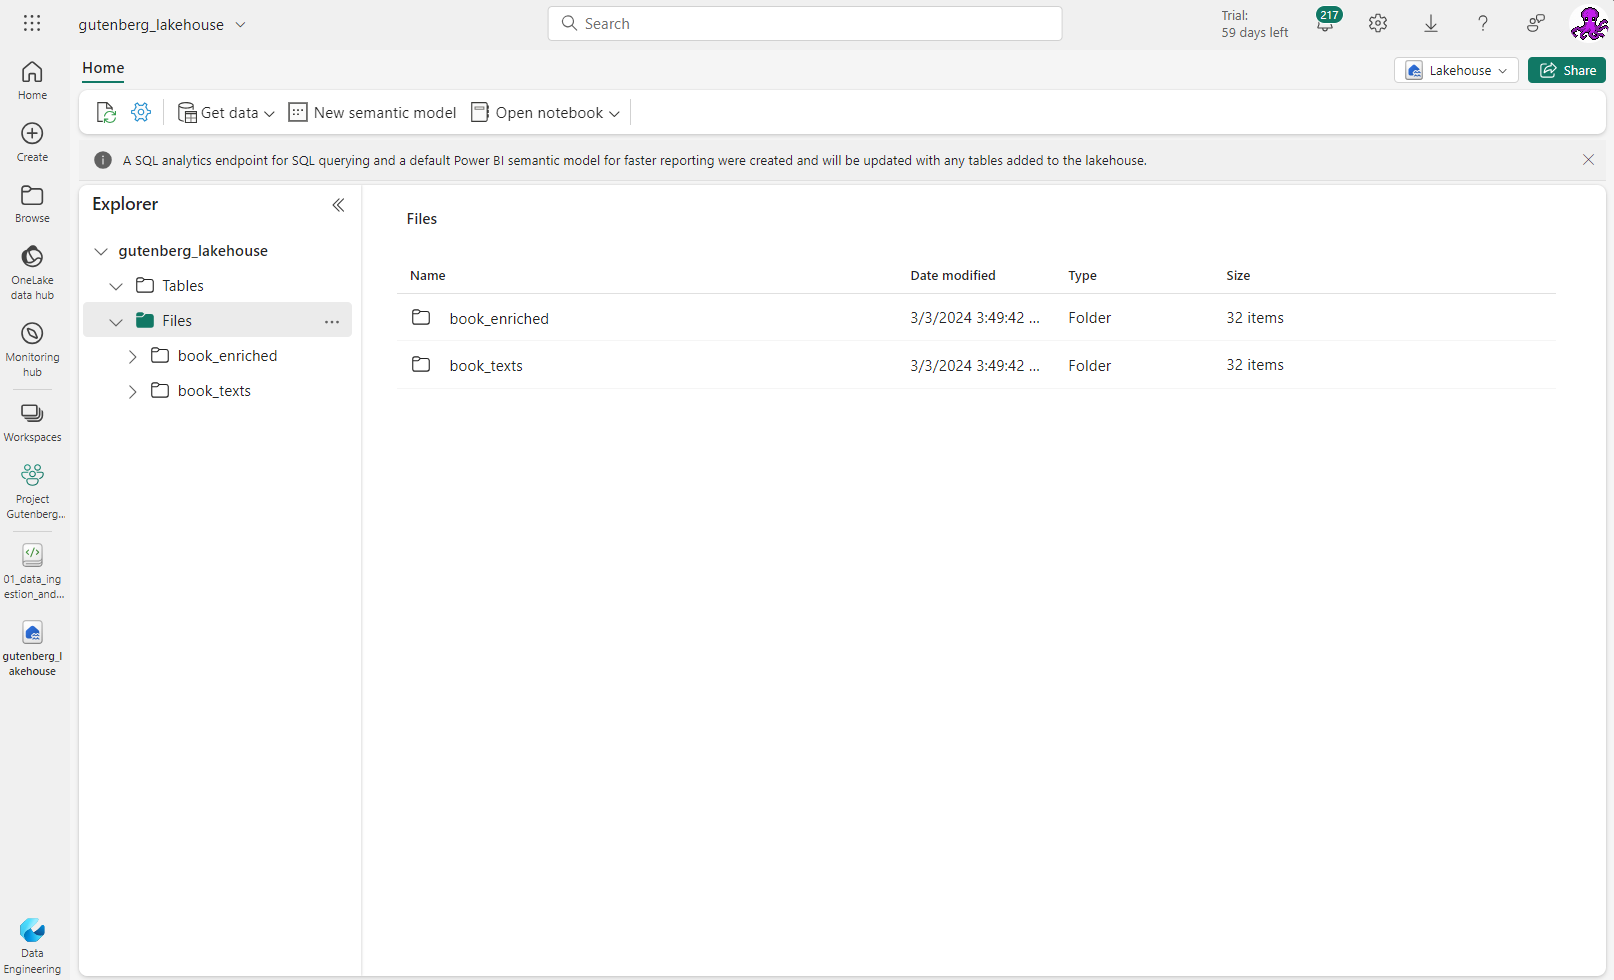 gutenberg_lakehouse
Search
Trial:
59 days left
217
?
Home
Create
Browse
OneLake
data hub
Monitoring
hub
Workspaces
Project
Gutenberg...
01_data_ing
estion_and...
gutenberg_l
akehouse
Data
Engineering
Home
Lakehouse
Share
Get data
New semantic model
Open notebook
A SQL analytics endpoint for SQL querying and a default Power BI semantic model for faster reporting were created and will be updated with any tables added to the lakehouse.
Explorer
gutenberg_lakehouse
Tables
Files ...
book_enriched
book_texts
Files
Name Date modified Type Size
book_enriched 3/3/2024 3:49:42 ... Folder 32 items
book_texts 3/3/2024 3:49:42 ... Folder 32 items